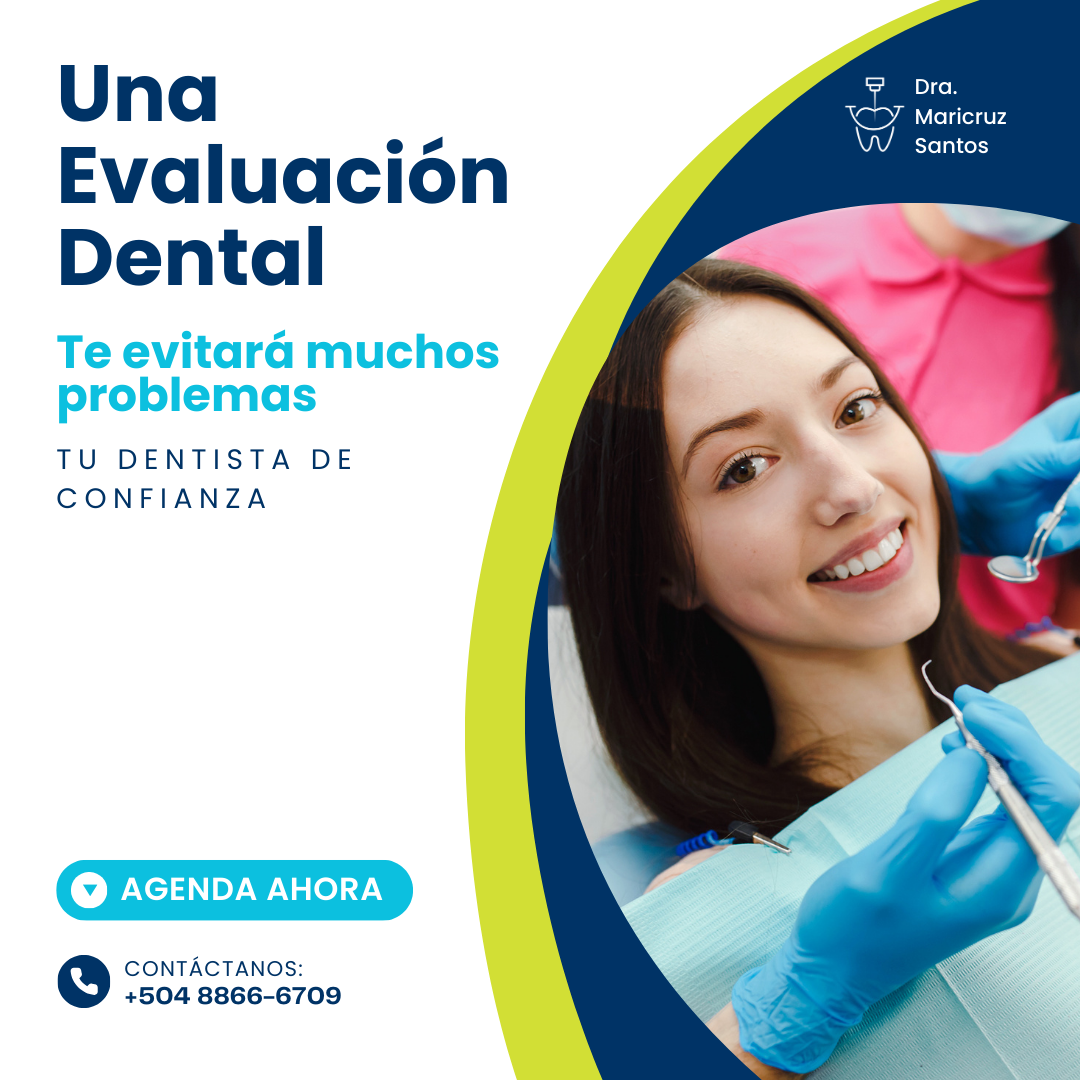 Una
Evaluación
Dental
Te evitará muchos
problemas
TU DENTISTA DE
CONFIANZA
AGENDA AHORA
CONTÁCTANOS:
+504 8866-6709
Dra.
Maricruz
Santos